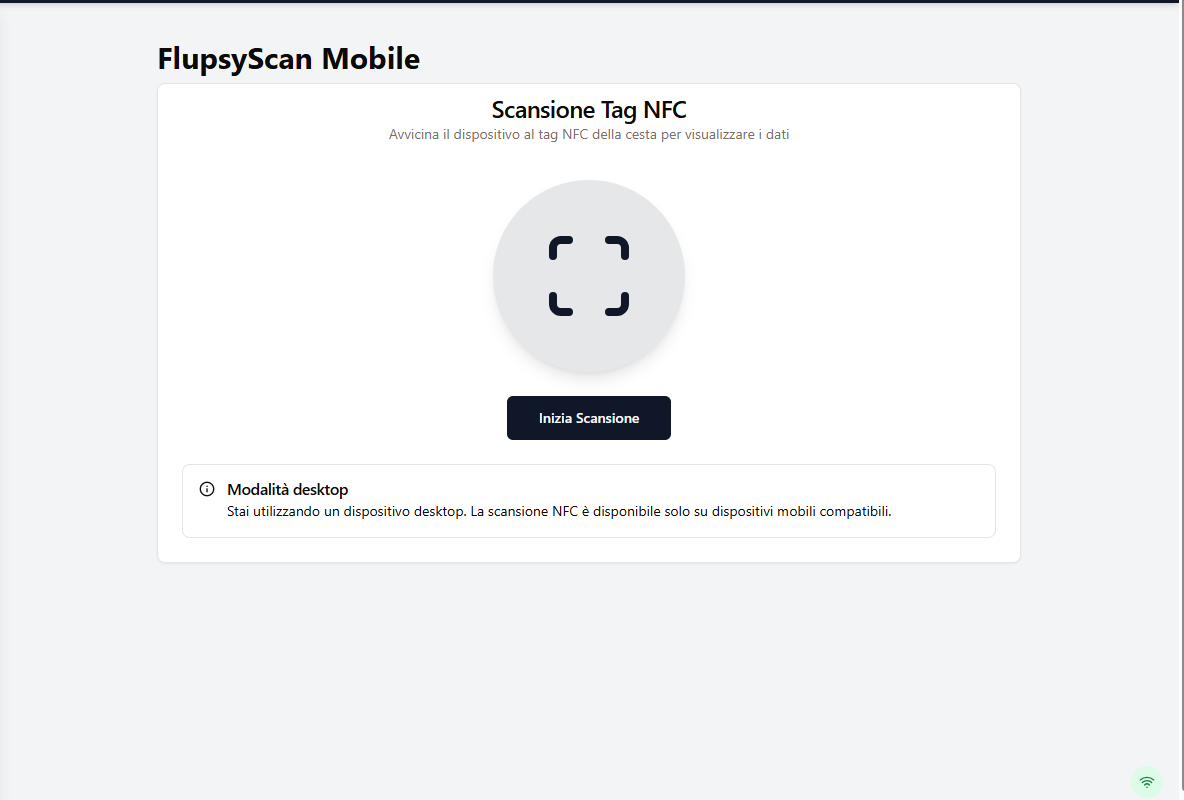 FlupsyScan Mobile
Scansione Tag NFC
Avvicina il dispositivo al tag NFC della cesta per visualizzare i dati
Inizia Scansione
Modalità desktop
Stai utilizzando un dispositivo desktop. La scansione NFC è disponibile solo su dispositivi mobili compatibili.